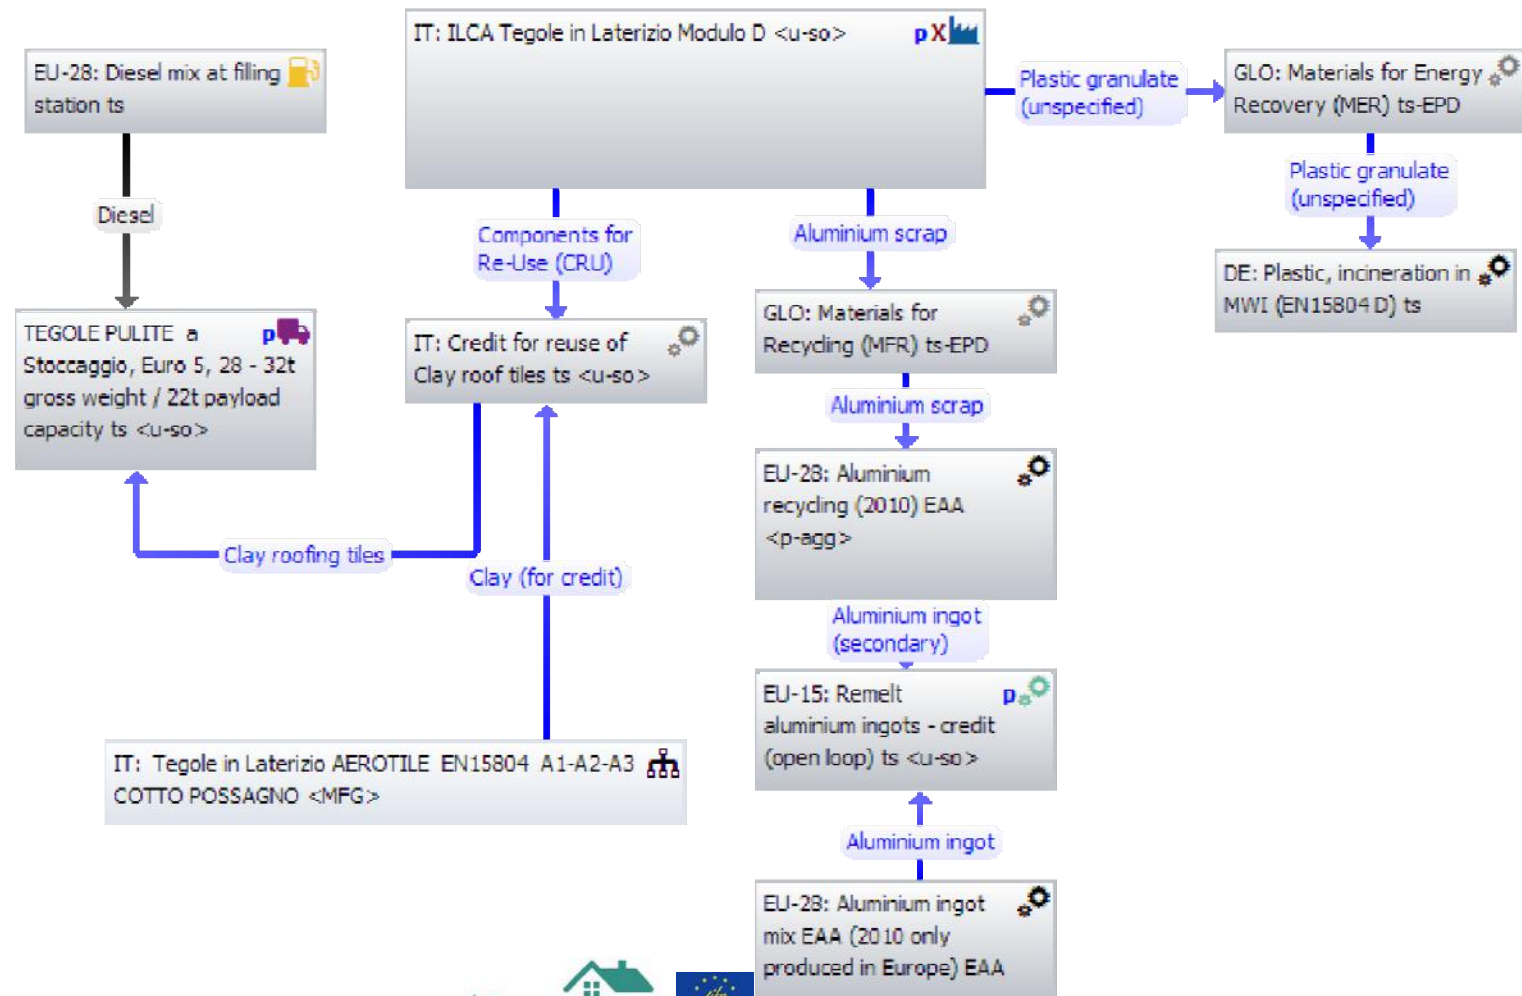 IT: ILCA Tegole in Laterizio Modulo D <u-so>
pX
EU-28: Diesel mix at filling
station ts
Plastic granulate
(unspecified)
GLO: Materials for Energy
Recovery (MER) ts-EPD
Plastic granulate
(unspecified)
Diesel
Components for
Re-Use (CRU)
Aluminium scrap
DE: Plastic, incineration in
MWI (EN15804 D) ts
TEGOLE PULITE a
p
Stoccaggio, Euro 5, 28 - 32t
gross weight / 22t payload
capacity ts <u-so>
IT: Credit for reuse of
Clay roof tiles ts <u-so>
GLO: Materials for
Recycling (MFR) ts-EPD
Aluminium scrap
EU-28: Aluminium
recycling (2010) EAA
<p-agg>
Clay roofing tiles
Clay (for credit)
Aluminium ingot
(secondary)
EU-15: Remelt
p
aluminium ingots - credit
(open loop) ts <u-so>
IT: Tegole in Laterizio AEROTILE EN15804 A1-A2-A3
COTTO POSSAGNO <MFG>
Aluminium ingot
EU-28: Aluminium ingot
mix EAA (2010 only
produced in Europe) EAA